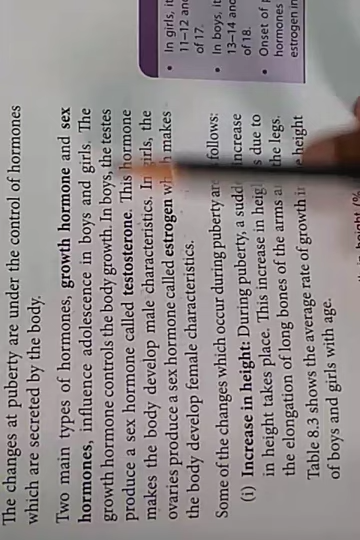 The changes at puberty are under the control of hormones
which are secreted by the body.
Two main types of hormones, growth hormone and sex
hormones, influence adolescence in boys and girls. The
growth hormone controls the body growth. In boys, the testes
produce a sex hormone called testosterone. This hormone
makes the body develop male characteristics. In girls, the
ovaries produce a sex hormone called estrogen makes
the body develop female characteristics.
Some of the changes which occur during puberty are follows:
(i) Increase in height: During puberty, a sudden increase
in height takes place. This increase in height is due to
the elongation of long bones of the arms and the legs.
Table 8.3 shows the average rate of growth in height
of boys and girls with age.
• In girls, it
11–12 and
of 17.
• In boys, it
13–14 and
of 18.
• Onset of
hormones
estrogen in